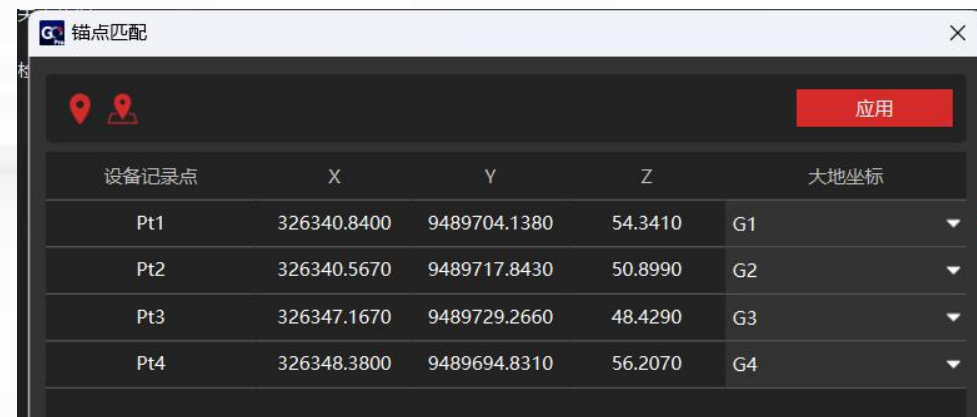 锚点匹配
应用
设备记录点 X Y Z 大地坐标
Pt1 326340.8400 9489704.1380 54.3410 G1
Pt2 326340.5670 9489717.8430 50.8990 G2
Pt3 326347.1670 9489729.2660 48.4290 G3
Pt4 326348.3800 9489694.8310 56.2070 G4